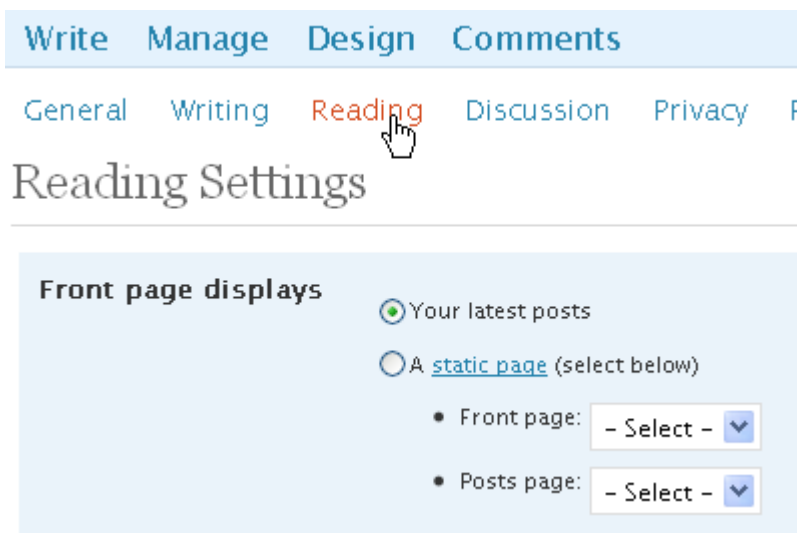 Write Manage Design Comments
General Writing Reading Discussion Privacy
Reading Settings
Front page displays
Your latest posts
A static page (select below)
• Front page: – Select –
• Posts page: – Select –